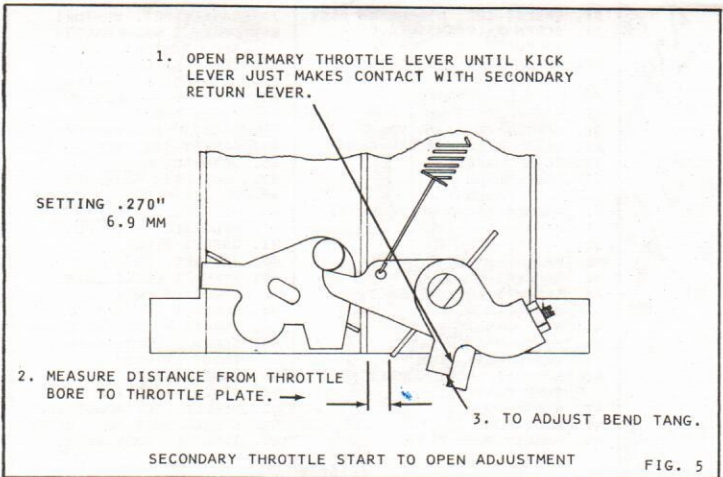 1. OPEN PRIMARY THROTTLE LEVER UNTIL KICK
LEVER JUST MAKES CONTACT WITH SECONDARY
RETURN LEVER.
SETTING .270"
6.9 MM
2. MEASURE DISTANCE FROM THROTTLE
BORE TO THROTTLE PLATE.
3. TO ADJUST BEND TANG.
SECONDARY THROTTLE START TO OPEN ADJUSTMENT
FIG. 5